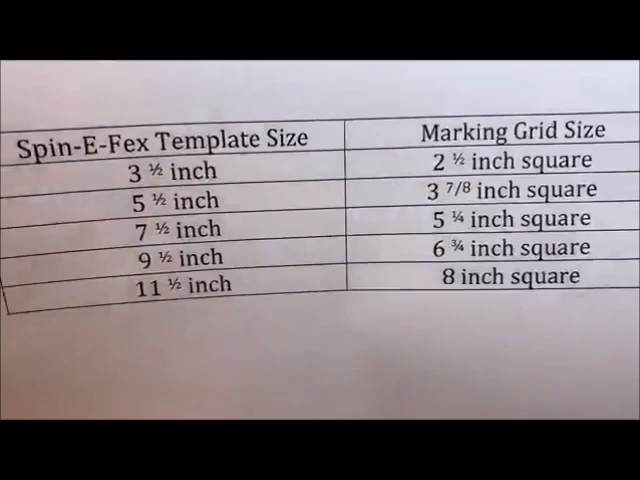 Spin-E-Fex Template Size Marking Grid Size
3 ½ inch 2 ½ inch square
5 ½ inch 3 7/8 inch square
7 ½ inch 5 ¼ inch square
9 ½ inch 6 ¾ inch square
11 ½ inch 8 inch square